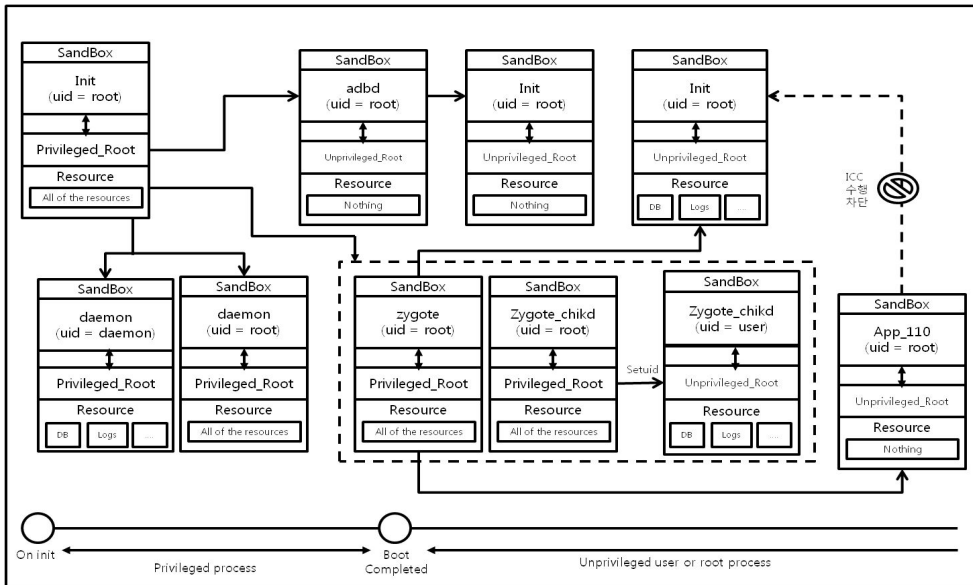 SandBox
Init
(uid = root)
Privileged_Root
Resource
All of the resources
SandBox
adbd
(uid = root)
Unprivileged_Root
Resource
Nothing
SandBox
Init
(uid = root)
Unprivileged_Root
Resource
Nothing
SandBox
Init
(uid = root)
Unprivileged_Root
Resource
DB Logs ....
ICC
수행
차단
SandBox
daemon
(uid = daemon)
Privileged_Root
Resource
DB Logs ....
SandBox
daemon
(uid = root)
Privileged_Root
Resource
All of the resources
SandBox
zygote
(uid = root)
Privileged_Root
Resource
All of the resources
SandBox
Zygote_chikd
(uid = root)
Privileged_Root
Resource
All of the resources
Setuid
SandBox
Zygote_chikd
(uid = user)
Unprivileged_Root
Resource
DB Logs ....
SandBox
App_110
(uid = root)
Unprivileged_Root
Resource
Nothing
On init
Privileged process
Boot
Completed
Unprivileged user or root process